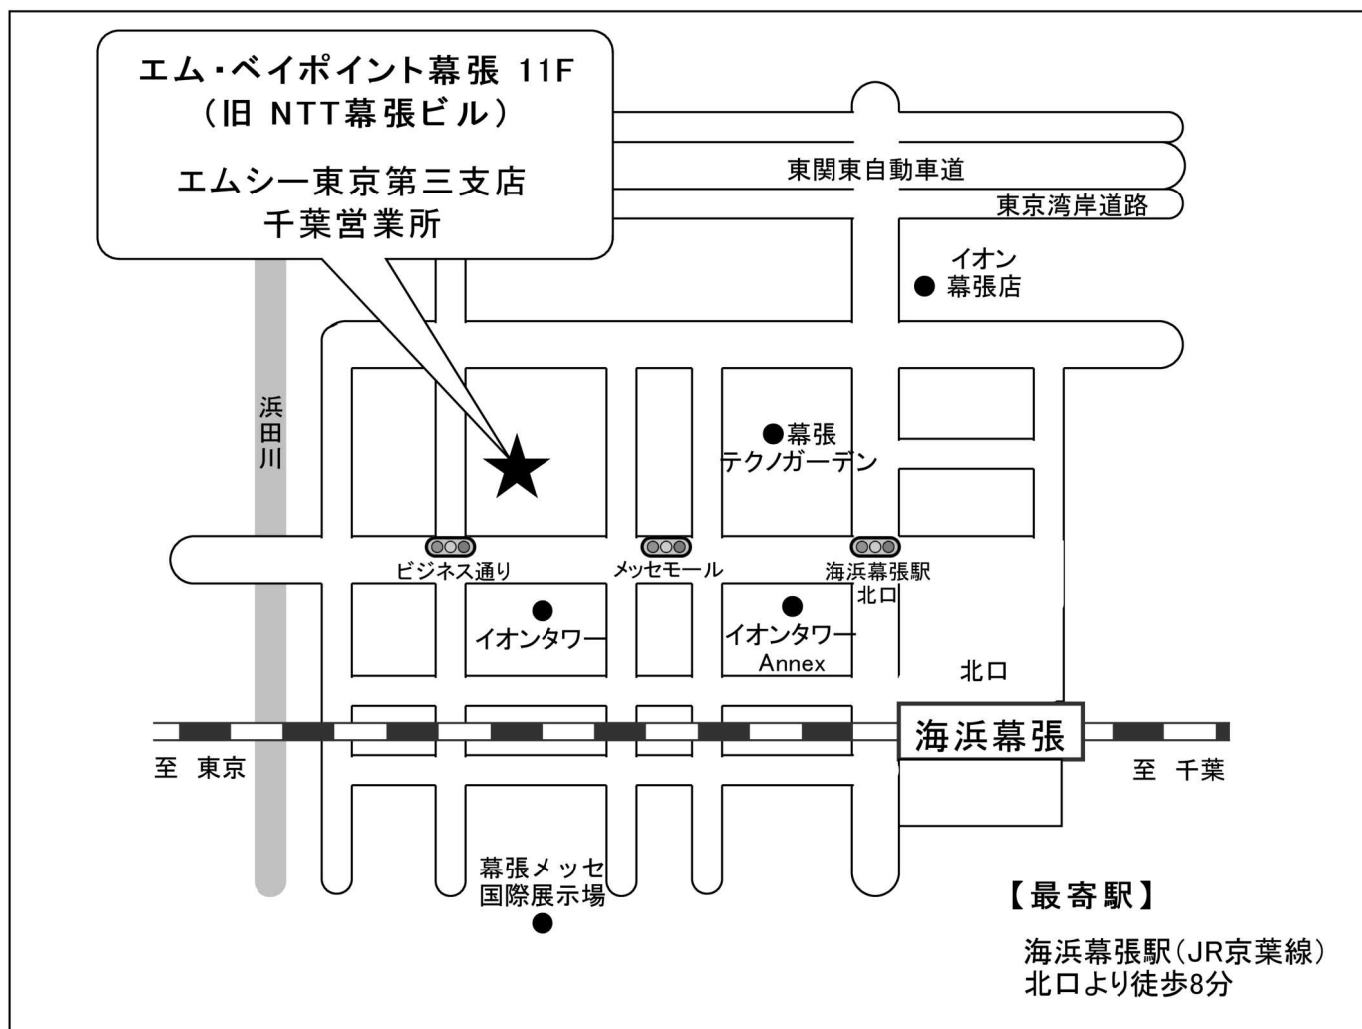 エム・ベイポイント幕張 11F
（旧 NTT幕張ビル）
エムシー東京第三支店
千葉営業所
東関東自動車道
東京湾岸道路
イオン
幕張店
浜田川
幕張
テクノガーデン
ビジネス通り
メッセモール
海浜幕張駅
北口
イオンタワー
イオンタワー
Annex
北口
海浜幕張
至 東京
至 千葉
幕張メッセ
国際展示場
【最寄駅】
海浜幕張駅（JR京葉線）
北口より徒歩8分